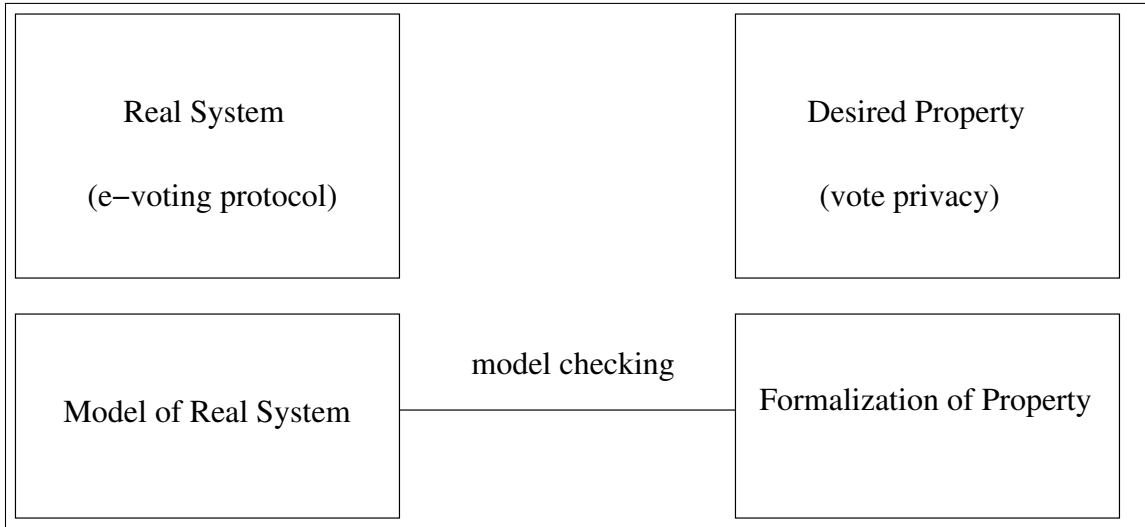 Real System
(e−voting protocol)
Desired Property
(vote privacy)
Model of Real System
model checking
Formalization of Property